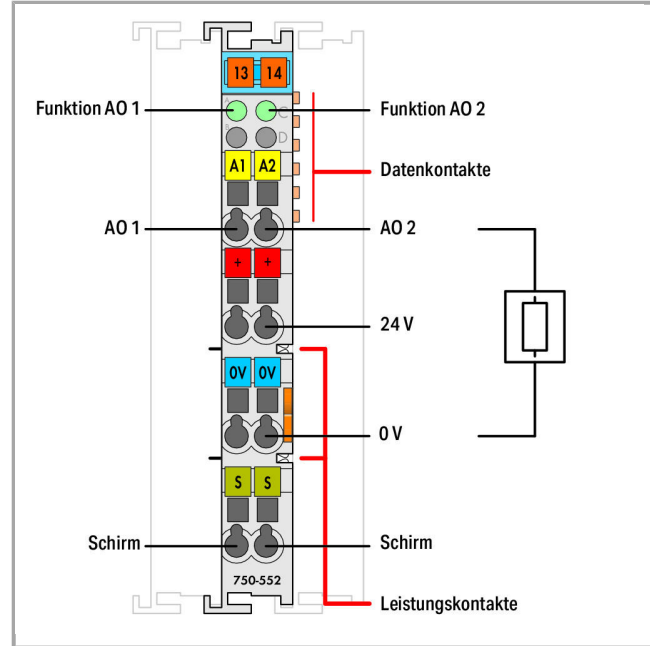 13 14
A C
Funktion AO 1 Funktion AO 2
B D
A1 A2
Datenkontakte
AO 1 AO 2
+ +
24 V
0V 0V
0 V
S S
Schirm Schirm
750-552
Leistungskontakte